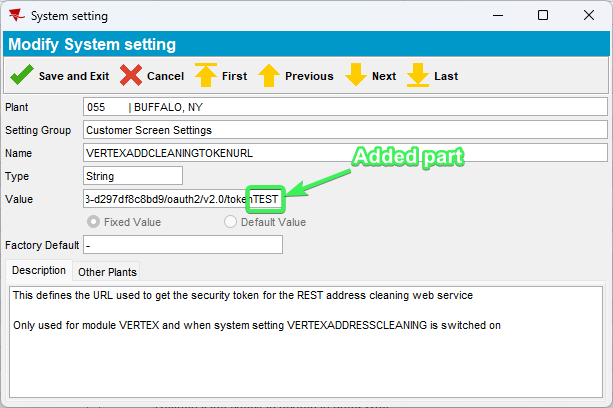 System setting
Modify System setting
Save and Exit Cancel First Previous Next Last
Plant 055 | BUFFALO, NY
Setting Group Customer Screen Settings
Name VERTEXADDCLEANINGTOKENURL
Added part
Type String
Value 3-d297df8c8bd9/oauth2/v2.0/tokenTEST
Fixed Value Default Value
Factory Default -
Description Other Plants
This defines the URL used to get the security token for the REST address cleaning web service
Only used for module VERTEX and when system setting VERTEXADDRESSCLEANING is switched on